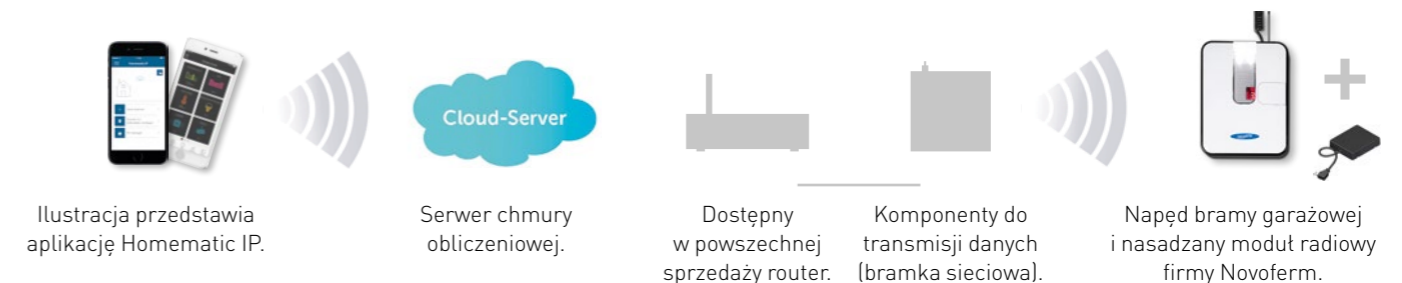 Cloud-Server
Ilustracja przedstawia
aplikację Homematic IP.
Serwer chmury
obliczeniowej.
Dostępny
w powszechnej
sprzedaży router.
Komponenty do
transmisji danych
(bramka sieciowa).
Napęd bramy garażowej
i nasadzany moduł radiowy
firmy Novoferm.